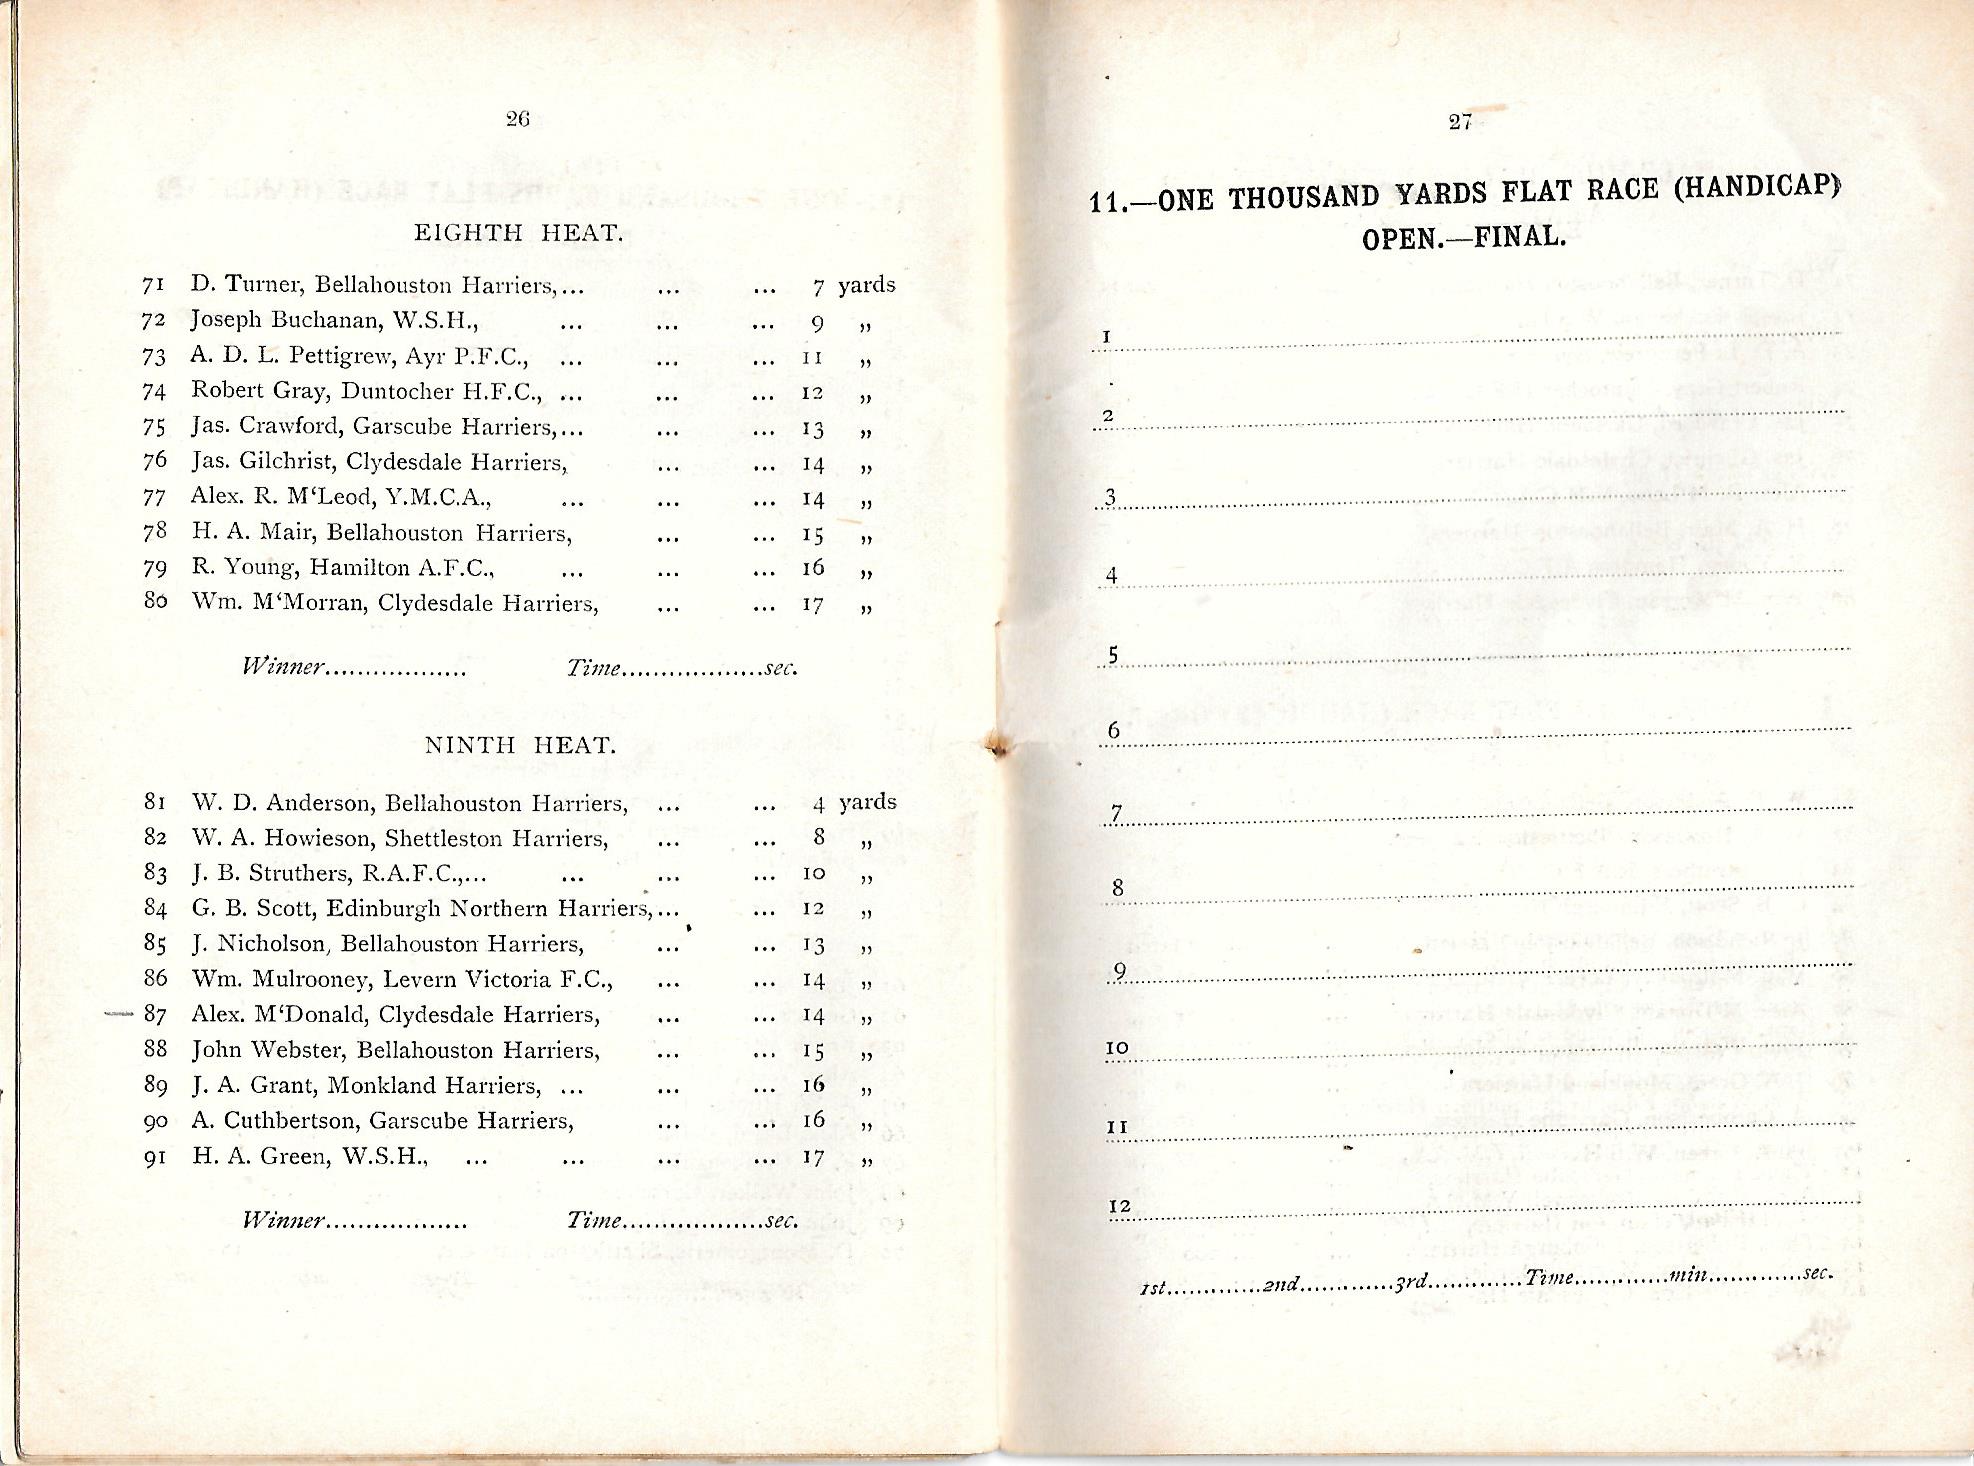 26
EIGHTH HEAT.
71 D. Turner, Bellahouston Harriers,... ... ... 7 yards
72 Joseph Buchanan, W.S.H., ... ... ... 9 „
73 A. D. L. Pettigrew, Ayr P.F.C., ... ... ... 11 „
74 Robert Gray, Duntocher H.F.C., ... ... ... 12 „
75 Jas. Crawford, Garscube Harriers,... ... ... 13 „
76 Jas. Gilchrist, Clydesdale Harriers, ... ... 14 „
77 Alex. R. M‘Leod, Y.M.C.A., ... ... ... 14 „
78 H. A. Mair, Bellahouston Harriers, ... ... 15 „
79 R. Young, Hamilton A.F.C., ... ... ... 16 „
80 Wm. M‘Morran, Clydesdale Harriers, ... ... 17 „
Winner.................. Time..................sec.
NINTH HEAT.
81 W. D. Anderson, Bellahouston Harriers, ... ... 4 yards
82 W. A. Howieson, Shettleston Harriers, ... ... 8 „
83 J. B. Struthers, R.A.F.C.,... ... ... ... 10 „
84 G. B. Scott, Edinburgh Northern Harriers,... ... 12 „
85 J. Nicholson, Bellahouston Harriers, ... ... 13 „
86 Wm. Mulrooney, Levern Victoria F.C., ... ... 14 „
— 87 Alex. M‘Donald, Clydesdale Harriers, ... ... 14 „
88 John Webster, Bellahouston Harriers, ... ... 15 „
89 J. A. Grant, Monkland Harriers, ... ... ... 16 „
90 A. Cuthbertson, Garscube Harriers, ... ... 16 „
91 H. A. Green, W.S.H., ... ... ... ... 17 „
Winner.................. Time..................sec.
27
11.—ONE THOUSAND YARDS FLAT RACE (HANDICAP)
OPEN.—FINAL.
1
2
3
4
5
6
7
8
9
10
11
12
1st............2nd............3rd............Time............min............sec.